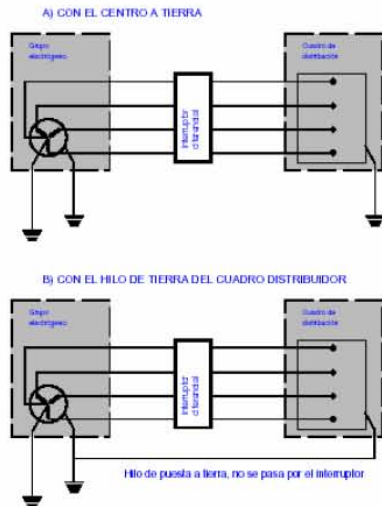 A) CON EL CENTRO A TIERRA
Grupo
electrógeno
Cuadro de
distribución
Interruptor
diferencial
B) CON EL HILO DE TIERRA DEL CUADRO DISTRIBUIDOR
Grupo
electrógeno
Cuadro de
distribución
Interruptor
diferencial
Hilo de puesta a tierra, no se pasa por el interruptor